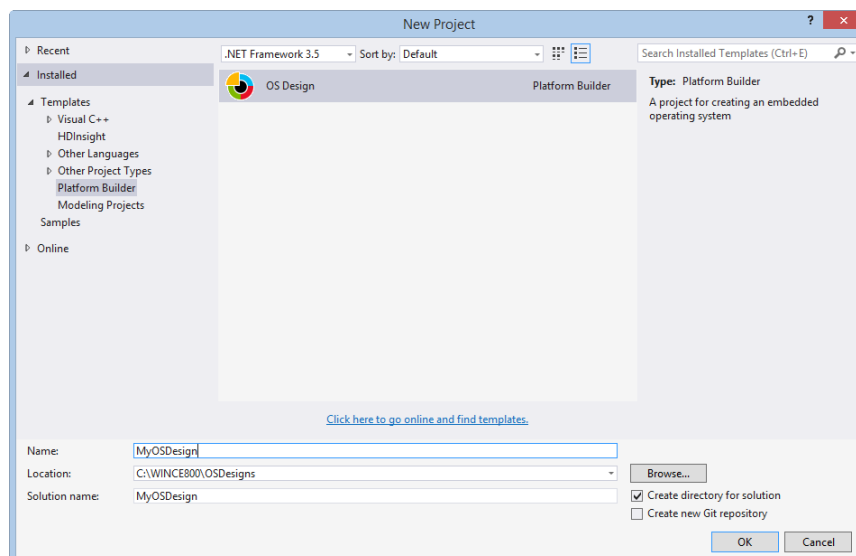 New Project
? ×
Recent
.NET Framework 3.5 Sort by: Default
Search Installed Templates (Ctrl+E)
Installed
Templates
Visual C++
HDInsight
Other Languages
Other Project Types
Platform Builder
Modeling Projects
Samples
Online
OS Design Platform Builder
Type: Platform Builder
A project for creating an embedded
operating system
Click here to go online and find templates.
Name: MyOSDesign
Location: C:\WINCE800\OSDesigns Browse...
Solution name: MyOSDesign
Create directory for solution
Create new Git repository
OK Cancel